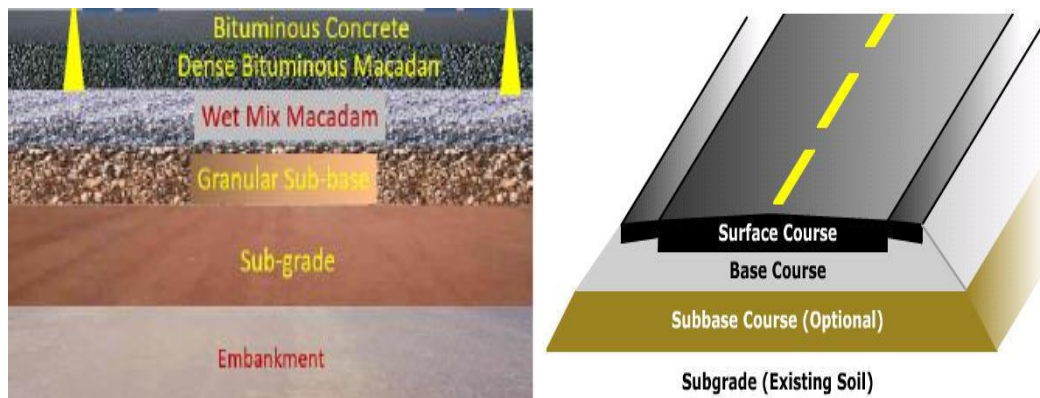 Bituminous Concrete
Dense Bituminous Macadan
Wet Mix Macadam
Granular Sub-base
Sub-grade
Embankment
Surface Course
Base Course
Subbase Course (Optional)
Subgrade (Existing Soil)